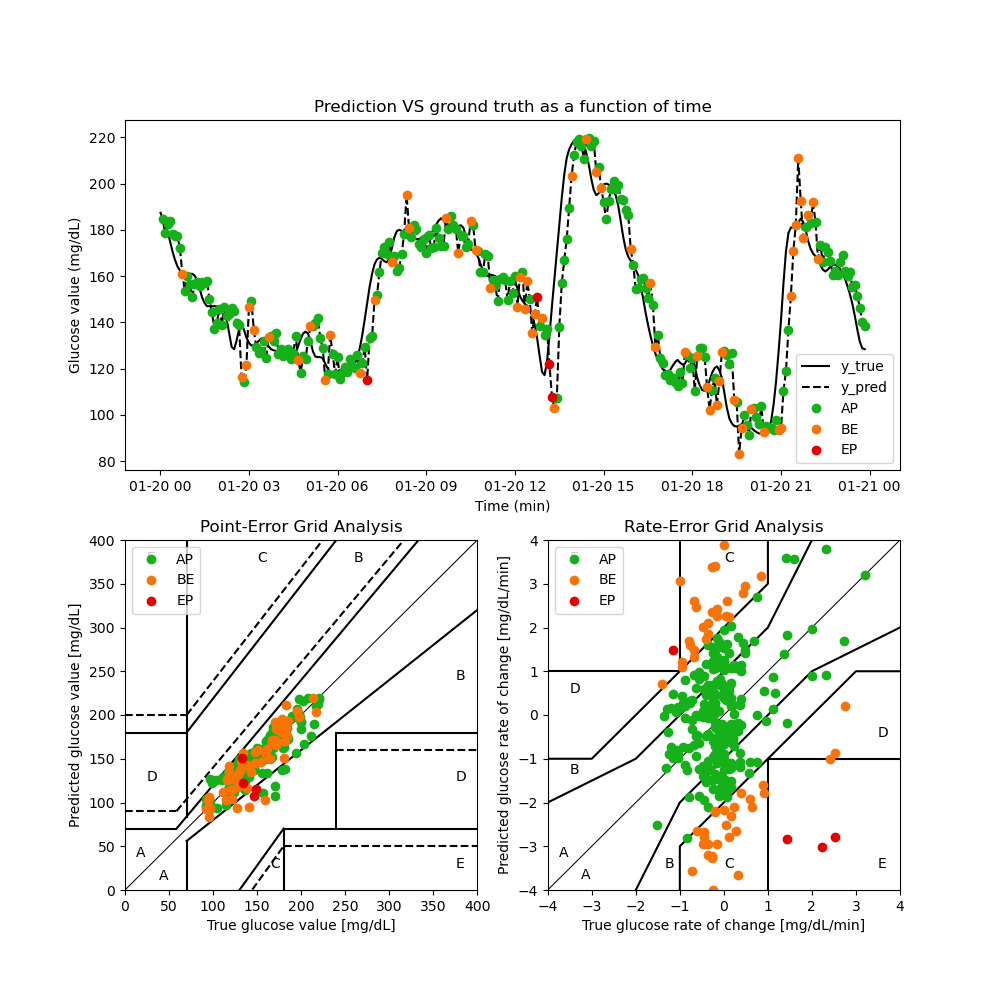 Prediction VS ground truth as a function of time
Glucose value (mg/dL)
220
200
180
160
140
120
100
80
y_true
y_pred
AP
BE
EP
01-20 00 01-20 03 01-20 06 01-20 09 01-20 12 01-20 15 01-20 18 01-20 21 01-21 00
Time (min)
Point-Error Grid Analysis
Predicted glucose value [mg/dL]
400
350
300
250
200
150
100
50
0
AP
BE
EP
C
B
B
D
D
A
A
C
E
0 50 100 150 200 250 300 350 400
True glucose value [mg/dL]
Rate-Error Grid Analysis
Predicted glucose rate of change [mg/dL/min]
4
3
2
1
0
−1
−2
−3
−4
AP
BE
EP
C
D
D
B
A
A
B
C
E
−4 −3 −2 −1 0 1 2 3 4
True glucose rate of change [mg/dL/min]